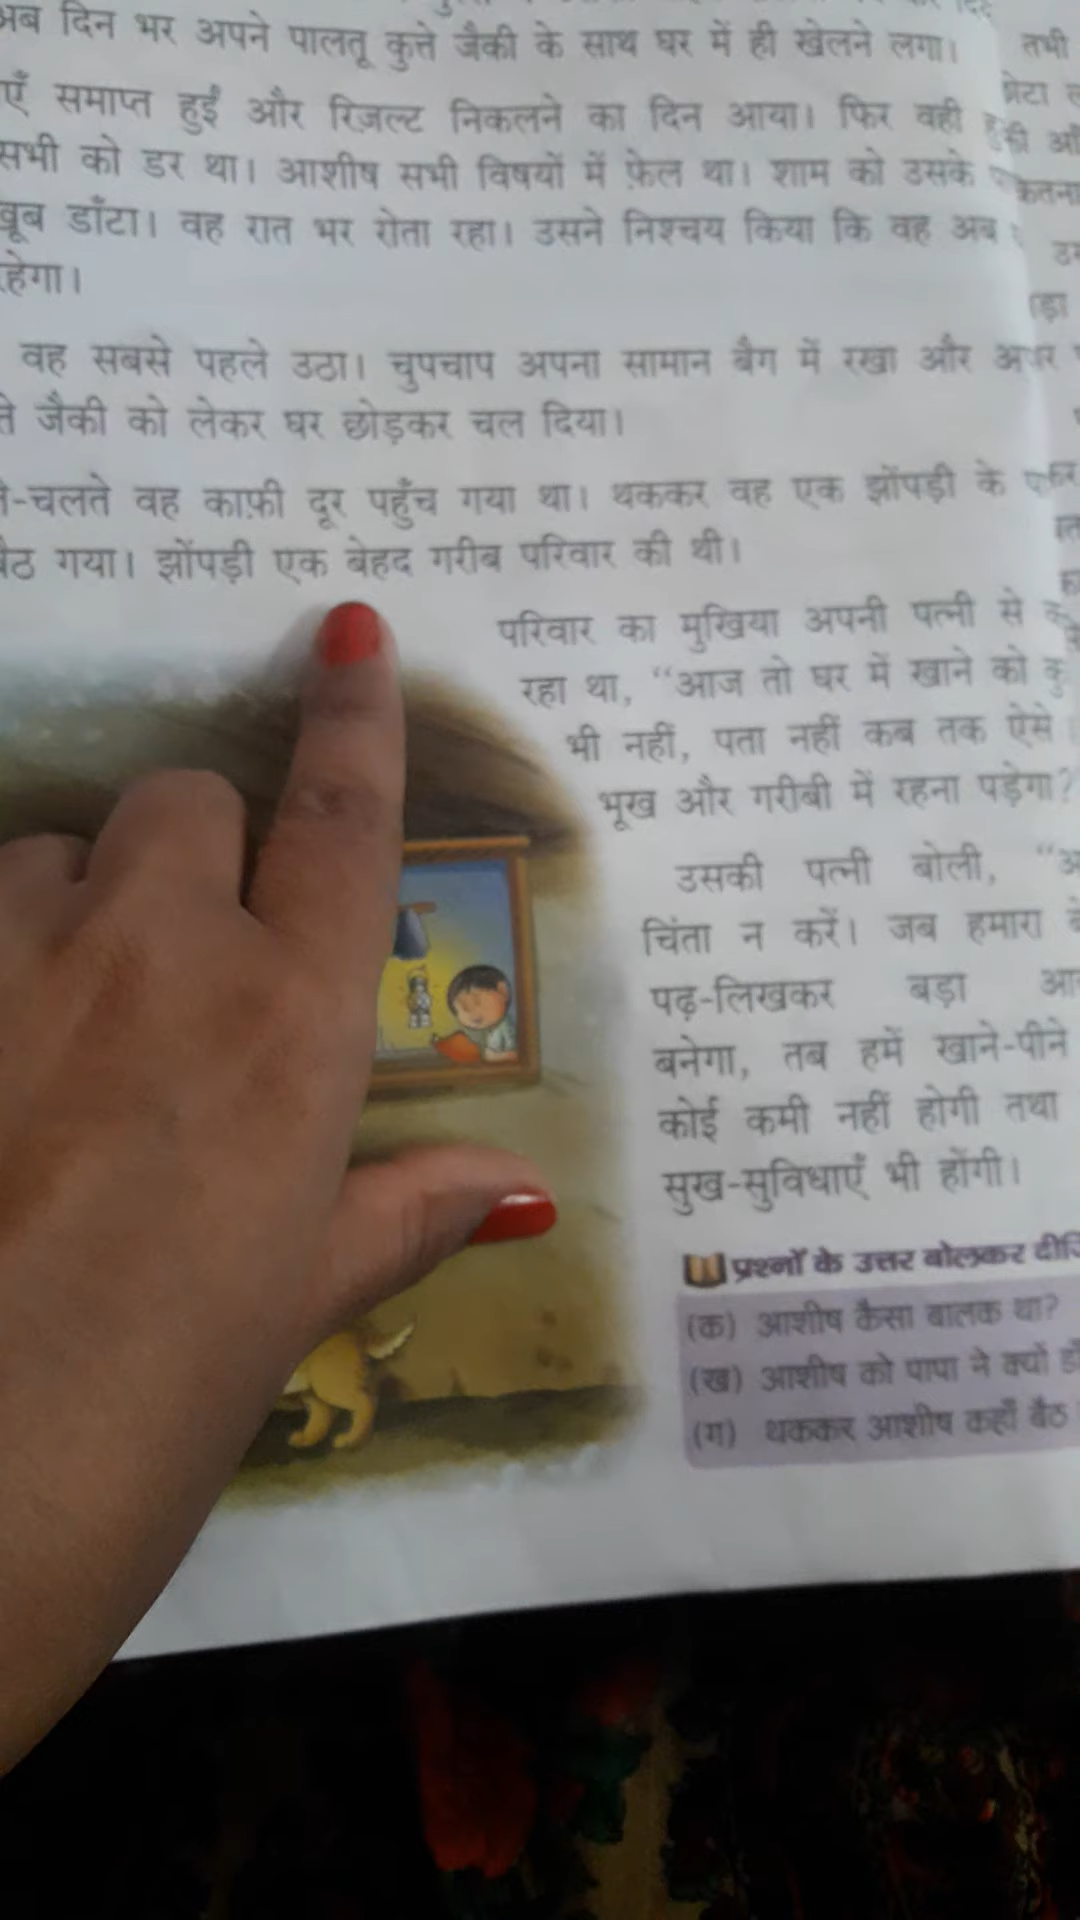 अब दिन भर अपने पालतू कुत्ते जैकी के साथ घर में ही खेलने लगा।
समाप्त हुईं और रिज़ल्ट निकलने का दिन आया। फिर वही
सभी को डर था। आशीष सभी विषयों में फ़ेल था। शाम को उसके
खूब डाँटा। वह रात भर रोता रहा। उसने निश्चय किया कि वह अब
रहेगा।
वह सबसे पहले उठा। चुपचाप अपना सामान बैग में रखा और अपने
जैकी को लेकर घर छोड़कर चल दिया।
-चलते वह काफ़ी दूर पहुँच गया था। थककर वह एक झोंपड़ी के
बैठ गया। झोंपड़ी एक बेहद गरीब परिवार की थी।
परिवार का मुखिया अपनी पत्नी से
रहा था, “आज तो घर में खाने को
भी नहीं, पता नहीं कब तक ऐसे
भूख और गरीबी में रहना पड़ेगा?
उसकी पत्नी बोली, “
चिंता न करें। जब हमारा
पढ़-लिखकर बड़ा
बनेगा, तब हमें खाने-पीने
कोई कमी नहीं होगी तथा
सुख-सुविधाएँ भी होंगी।
प्रश्नों के उत्तर बोलकर
(क) आशीष कैसा बालक था?
(ख) आशीष को पापा ने क्यों
(ग) थककर आशीष कहाँ बैठ
तभी